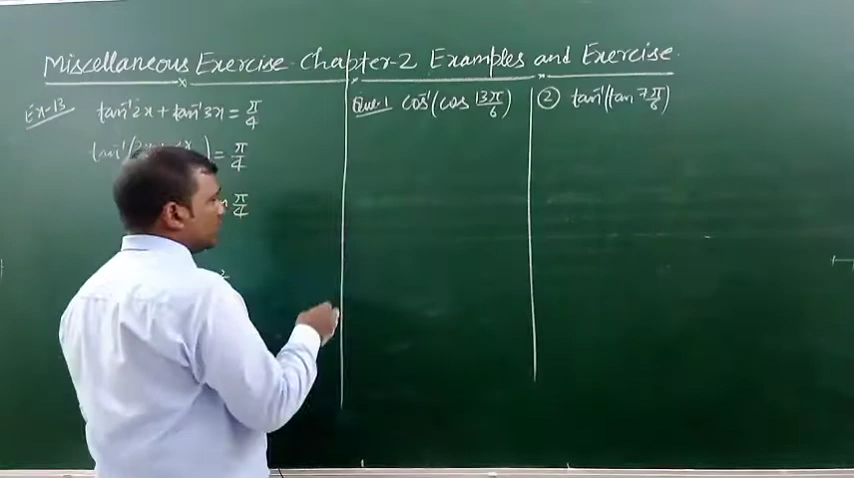 Miscellaneous Exercise Chapter-2 Examples and Exercise.
Ex-13 tan⁻¹2x + tan⁻¹3x = π/4
tan⁻¹( ) = π/4
π/4
Que.1 cos⁻¹(cos 13π/6)
② tan⁻¹(tan 7π/6)